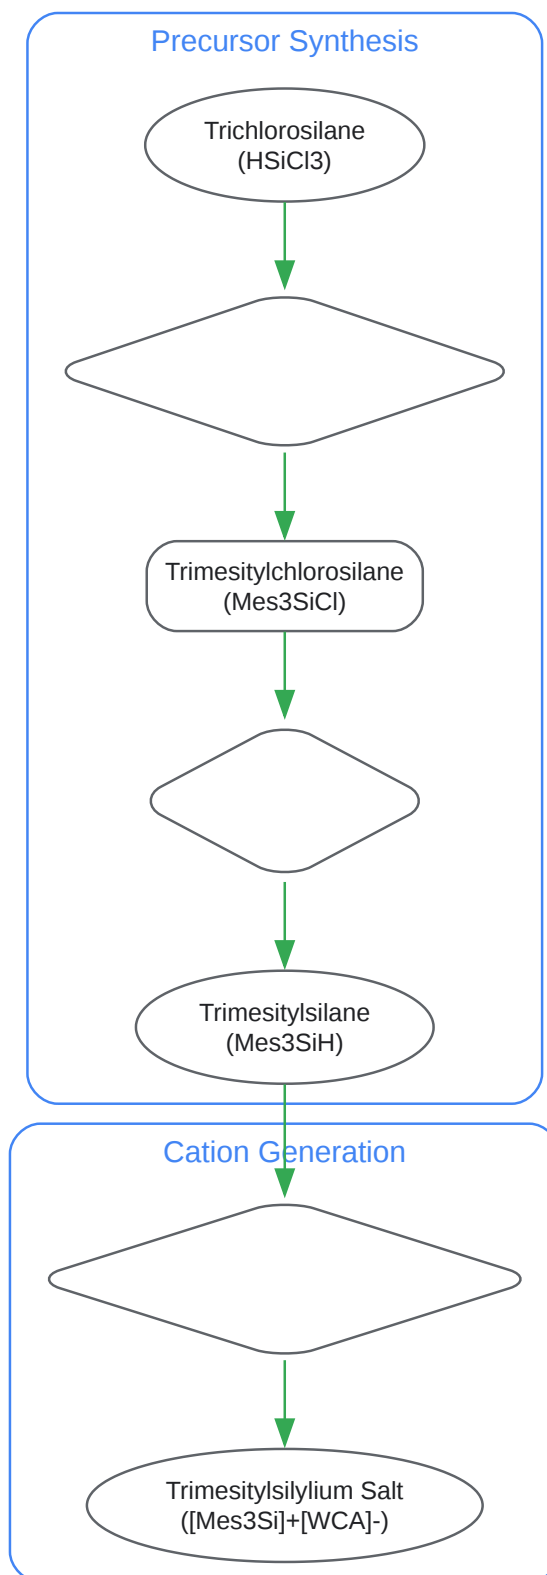 Precursor Synthesis
Trichlorosilane
(HSiCl3)
Trimesitylchlorosilane
(Mes3SiCl)
Trimesitylsilane
(Mes3SiH)
Cation Generation
Trimesitylsilylium Salt
([Mes3Si]+[WCA]-)